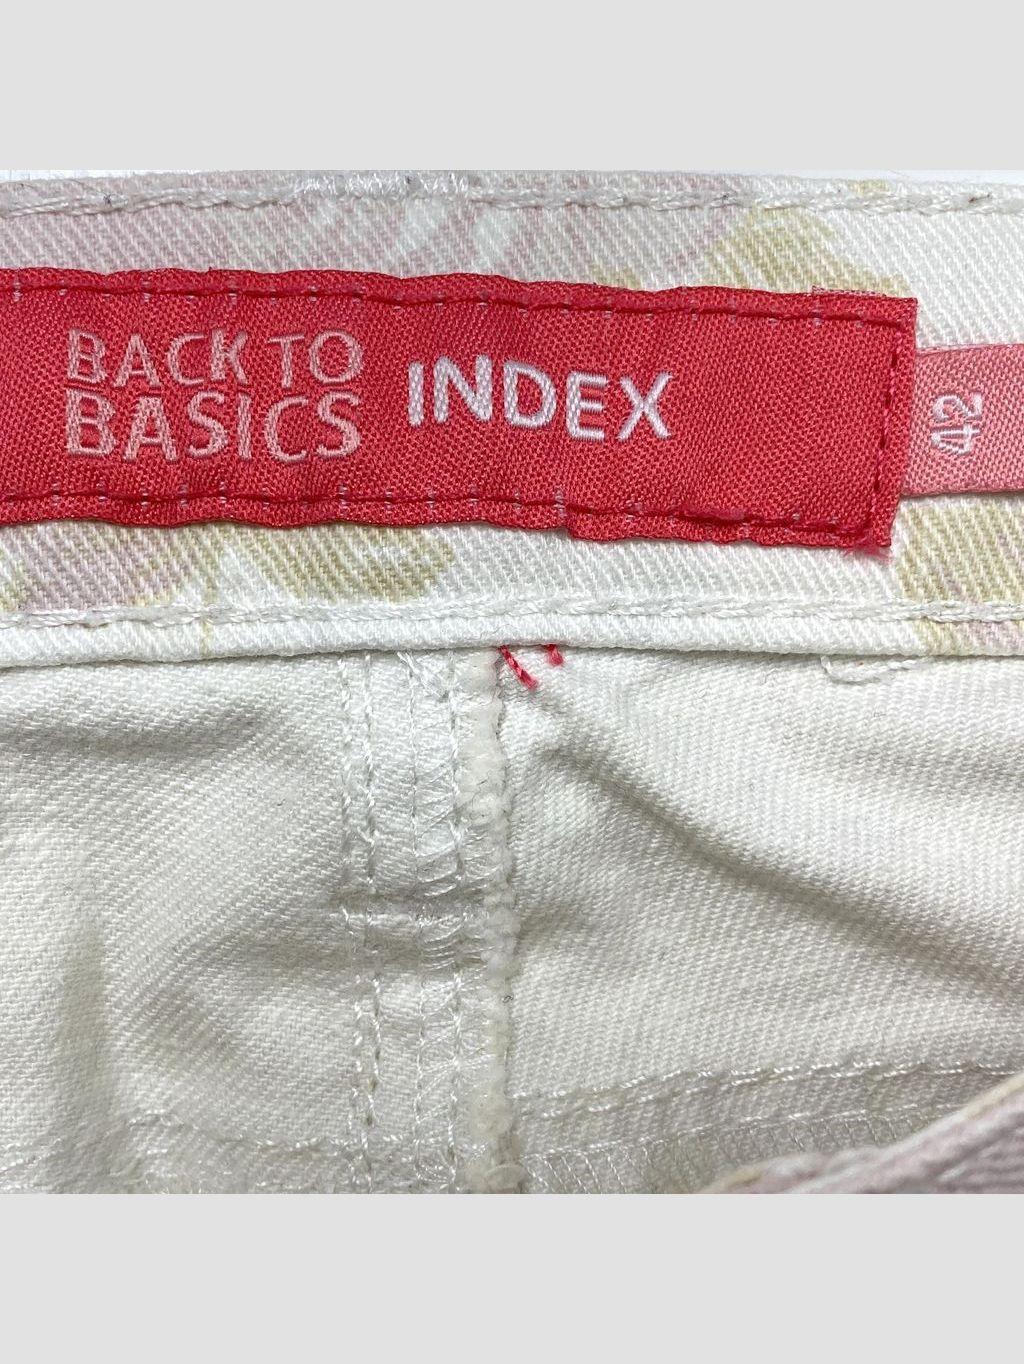 BACK TO
BASICS
INDEX
42